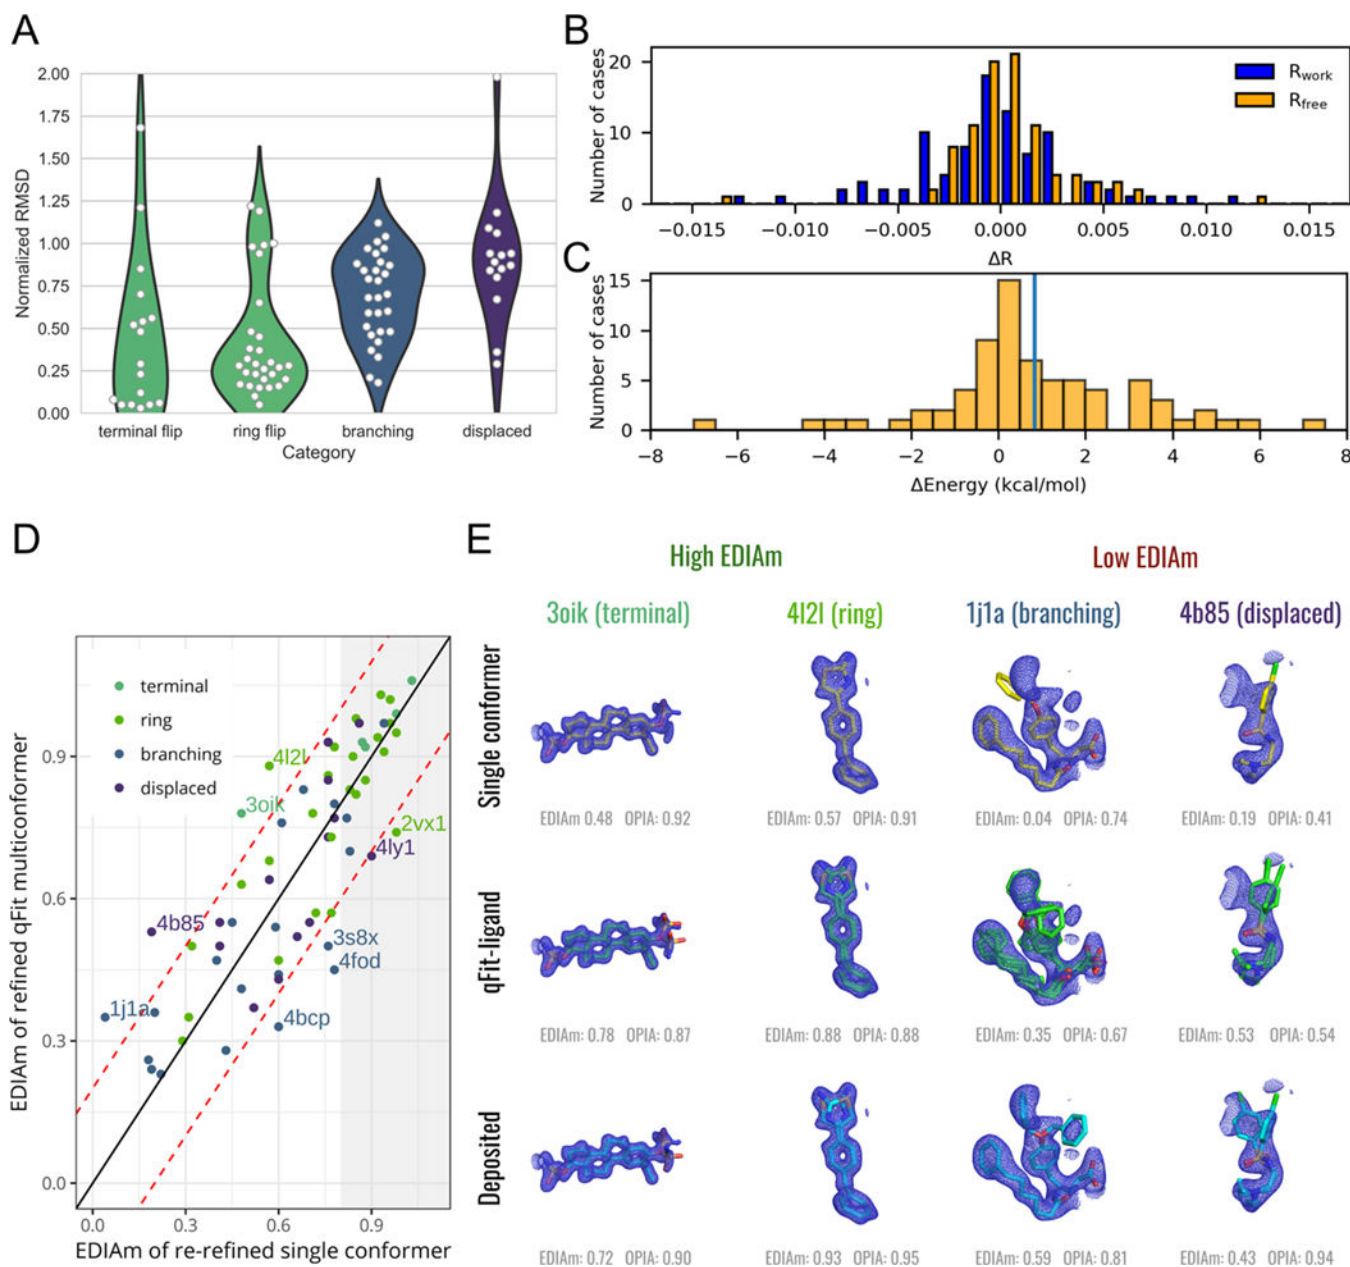 A
2.00
1.75
1.50
1.25
1.00
0.75
0.50
0.25
0.00
Normalized RMSD
terminal flip ring flip branching displaced
Category
B
Number of cases
20
10
0
Rwork
Rfree
−0.015 −0.010 −0.005 0.000 0.005 0.010 0.015
ΔR
C
Number of cases
15
10
5
0
−8 −6 −4 −2 0 2 4 6 8
ΔEnergy (kcal/mol)
D
EDIAm of refined qFit multiconformer
0.9
0.6
0.3
0.0
terminal
ring
branching
displaced
4l2l
3oik
2vx1
4ly1
4b85
3s8x
4fod
1j1a
4bcp
0.0 0.3 0.6 0.9
EDIAm of re-refined single conformer
E
High EDIAm Low EDIAm
3oik (terminal) 4l2l (ring) 1j1a (branching) 4b85 (displaced)
Single conformer
EDIAm 0.48 OPIA: 0.92 EDIAm: 0.57 OPIA: 0.91 EDIAm: 0.04 OPIA: 0.74 EDIAm: 0.19 OPIA: 0.41
qFit-ligand
EDIAm: 0.78 OPIA: 0.87 EDIAm: 0.88 OPIA: 0.88 EDIAm: 0.35 OPIA: 0.67 EDIAm: 0.53 OPIA: 0.54
Deposited
EDIAm: 0.72 OPIA: 0.90 EDIAm: 0.93 OPIA: 0.95 EDIAm: 0.59 OPIA: 0.81 EDIAm: 0.43 OPIA: 0.94